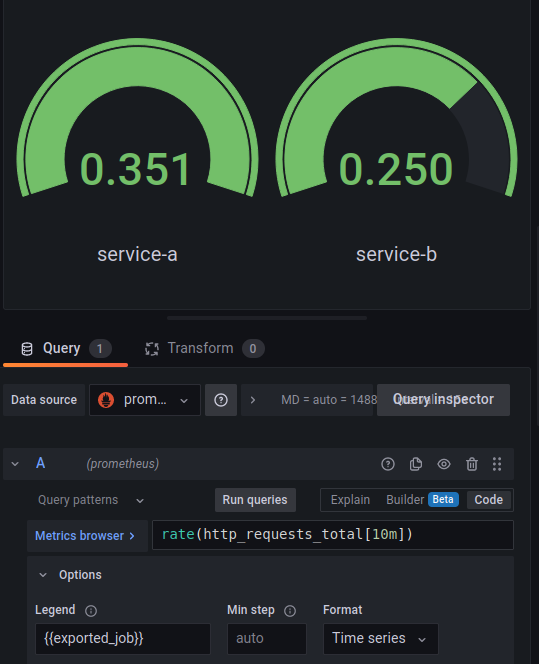 0.351
0.250
service-a
service-b
Query 1 Transform 0
Data source prom... MD = auto = 1488 Query inspector
A (prometheus)
Query patterns Run queries Explain Builder Beta Code
Metrics browser > rate(http_requests_total[10m])
Options
Legend Min step Format
{{exported_job}} auto Time series